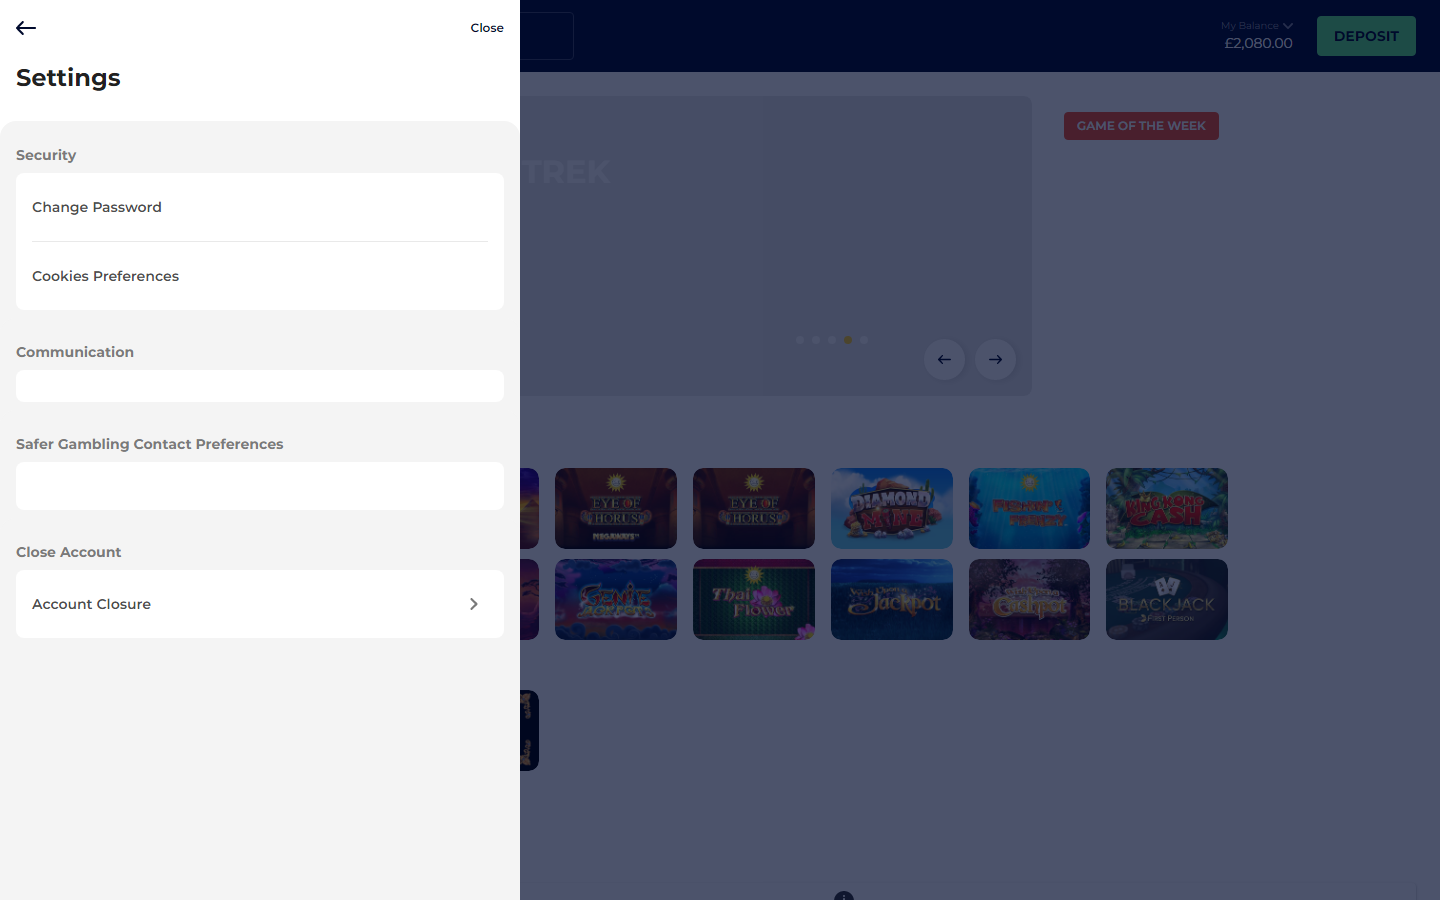 Close
Settings
Security
Change Password
Cookies Preferences
Communication
Safer Gambling Contact Preferences
Close Account
Account Closure
My Balance
£2,080.00
DEPOSIT
TREK
GAME OF THE WEEK
EYE OF
HORUS
MEGAWAYS
EYE OF
HORUS
DIAMOND
MINE
FISHIN'
KING KONG
CASH
GENIE
JACKPOTS
Thai
Flower
Jackpot
BLACKJACK
FIRST PERSON